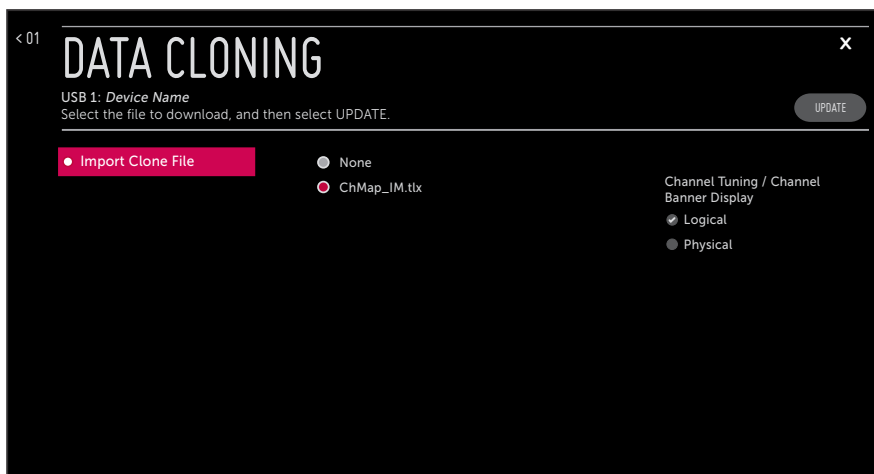 < 01
DATA CLONING
X
USB 1: Device Name
Select the file to download, and then select UPDATE.
UPDATE
Import Clone File
None
ChMap_IM.tlx
Channel Tuning / Channel
Banner Display
Logical
Physical